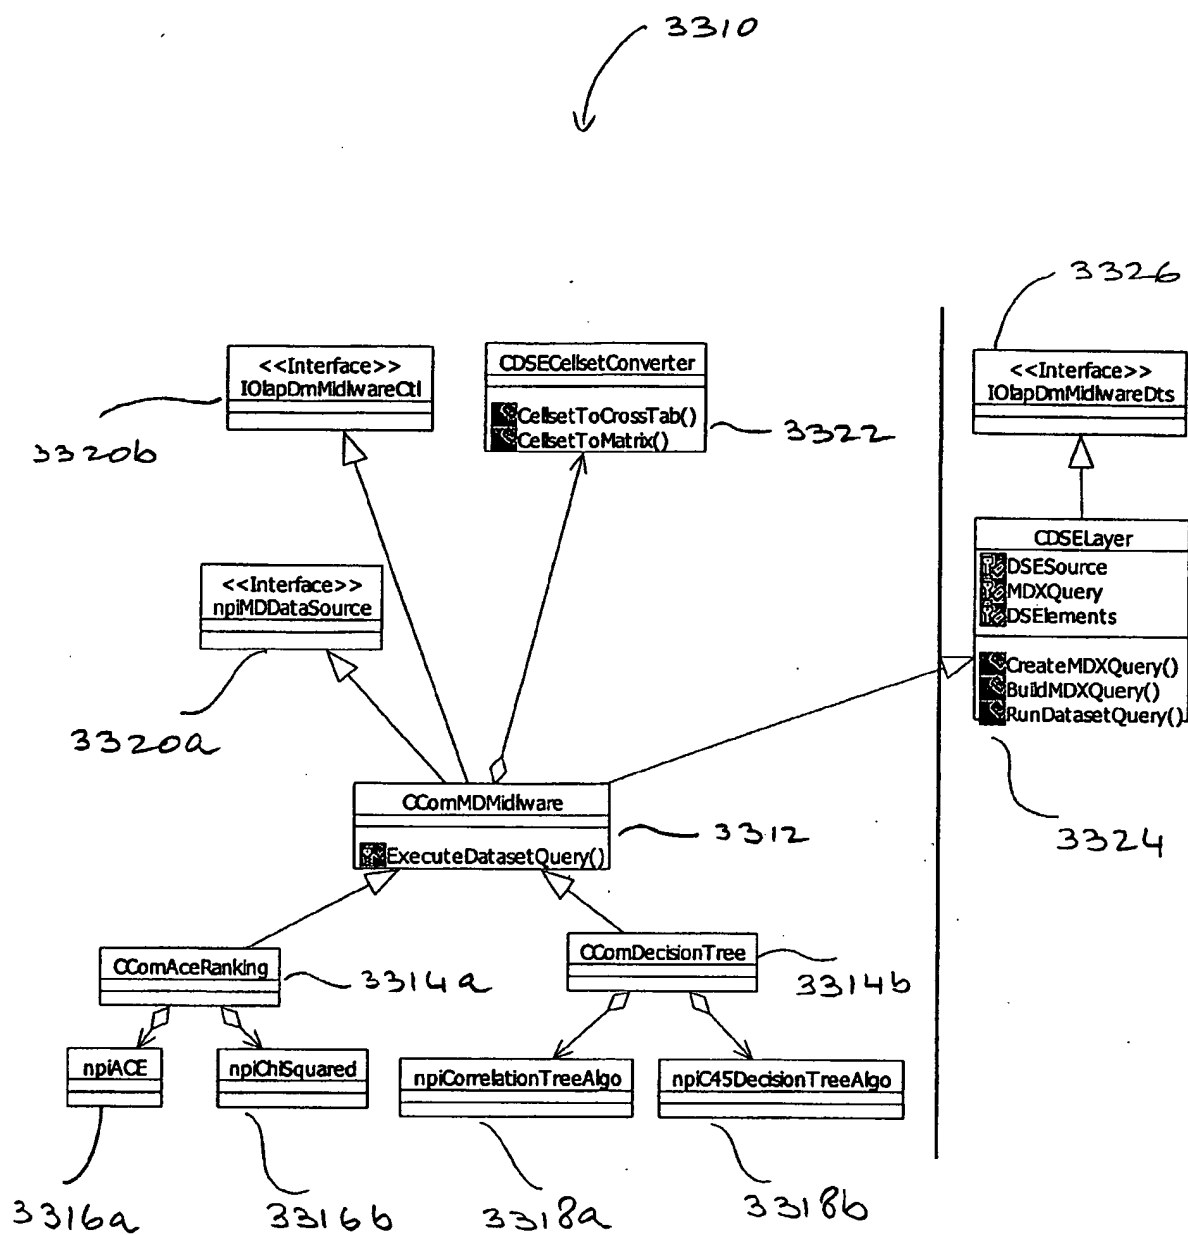 3310
3326
<<Interface>>
IOlapDmMidlwareCtl
CDSECellsetConverter
CellsetToCrossTab()
CellsetToMatrix()
<<Interface>>
IOlapDmMidlwareDts
3320b
3322
CDSELayer
DSESource
MDXQuery
DSElements
CreateMDXQuery()
BuildMDXQuery()
RunDatasetQuery()
<<Interface>>
npiMDDataSource
3320a
3324
CComMDMidlware
ExecuteDatasetQuery()
3312
CComAceRanking
3314a
CComDecisionTree
3314b
npiACE
npiChiSquared
npiCorrelationTreeAlgo
npiC45DecisionTreeAlgo
3316a
3316b
3318a
3318b